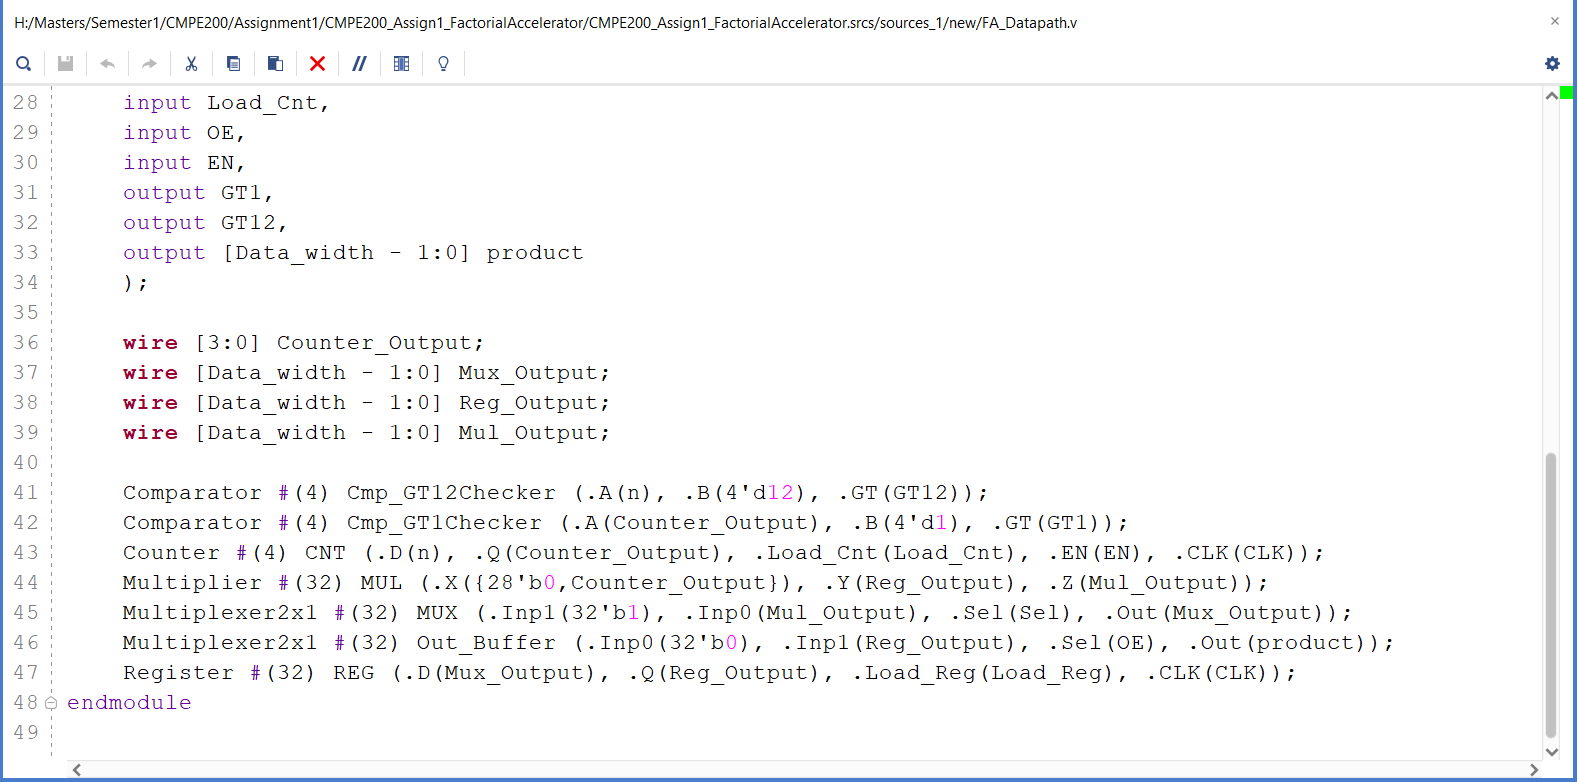 H:/Masters/Semester1/CMPE200/Assignment1/CMPE200_Assign1_FactorialAccelerator/CMPE200_Assign1_FactorialAccelerator.srcs/sources_1/new/FA_Datapath.v
28 input Load_Cnt,
29 input OE,
30 input EN,
31 output GT1,
32 output GT12,
33 output [Data_width - 1:0] product
34 );
35
36 wire [3:0] Counter_Output;
37 wire [Data_width - 1:0] Mux_Output;
38 wire [Data_width - 1:0] Reg_Output;
39 wire [Data_width - 1:0] Mul_Output;
40
41 Comparator #(4) Cmp_GT12Checker (.A(n), .B(4'd12), .GT(GT12));
42 Comparator #(4) Cmp_GT1Checker (.A(Counter_Output), .B(4'd1), .GT(GT1));
43 Counter #(4) CNT (.D(n), .Q(Counter_Output), .Load_Cnt(Load_Cnt), .EN(EN), .CLK(CLK));
44 Multiplier #(32) MUL (.X({28'b0,Counter_Output}), .Y(Reg_Output), .Z(Mul_Output));
45 Multiplexer2x1 #(32) MUX (.Inp1(32'b1), .Inp0(Mul_Output), .Sel(Sel), .Out(Mux_Output));
46 Multiplexer2x1 #(32) Out_Buffer (.Inp0(32'b0), .Inp1(Reg_Output), .Sel(OE), .Out(product));
47 Register #(32) REG (.D(Mux_Output), .Q(Reg_Output), .Load_Reg(Load_Reg), .CLK(CLK));
48 endmodule
49